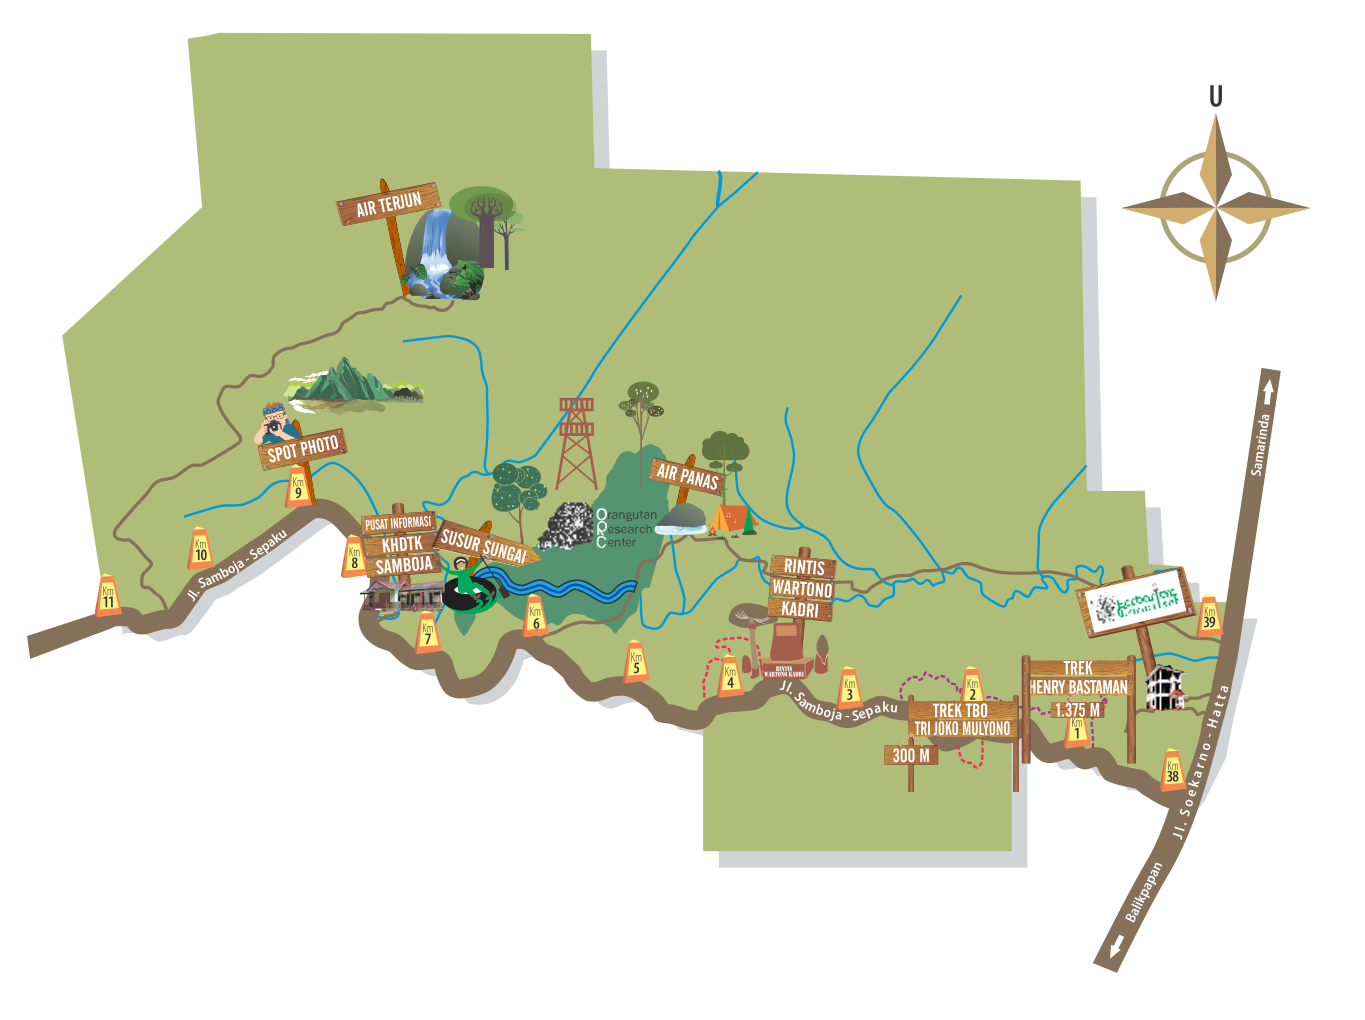 U
AIR TERJUN
SPOT PHOTO
Km
9
Km
10
Km
11
Jl. Samboja - Sepaku
Km
8
PUSAT INFORMASI
KHDTK
SAMBOJA
SUSUR SUNGAI
Km
7
Km
6
Orangutan
Research
Center
AIR PANAS
Km
5
Km
4
RINTIS
WARTONO
KADRI
RINTIS
WARTONO KADRI
Jl. Samboja - Sepaku
Km
3
Km
2
TREK TBO
TRI JOKO MULYONO
300 M
TREK
HENRY BASTAMAN
1.375 M
Km
1
Km
38
Km
39
Samarinda
Jl. Soekarno - Hatta
Balikpapan